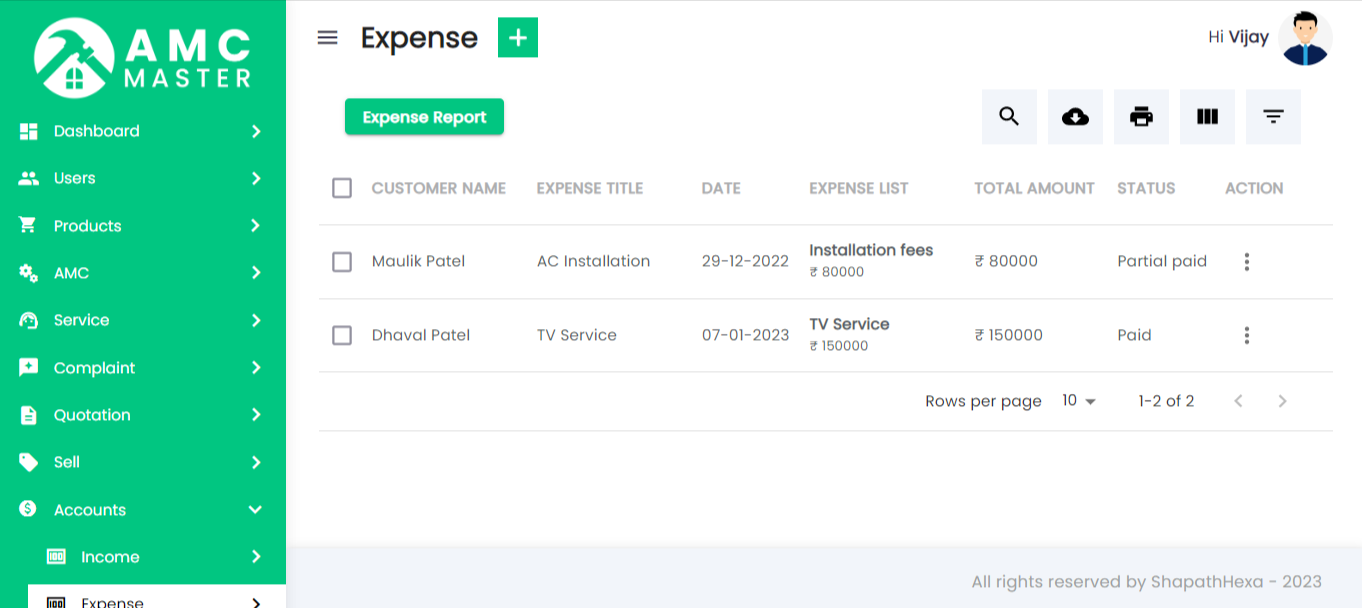 AMC
MASTER
Dashboard
Users
Products
AMC
Service
Complaint
Quotation
Sell
Accounts
Income
Expense
Expense
Hi Vijay
Expense Report
CUSTOMER NAME EXPENSE TITLE DATE EXPENSE LIST TOTAL AMOUNT STATUS ACTION
Maulik Patel AC Installation 29-12-2022 Installation fees ₹ 80000 Partial paid
₹ 80000
Dhaval Patel TV Service 07-01-2023 TV Service ₹ 150000 Paid
₹ 150000
Rows per page 10 1-2 of 2
All rights reserved by ShapathHexa - 2023